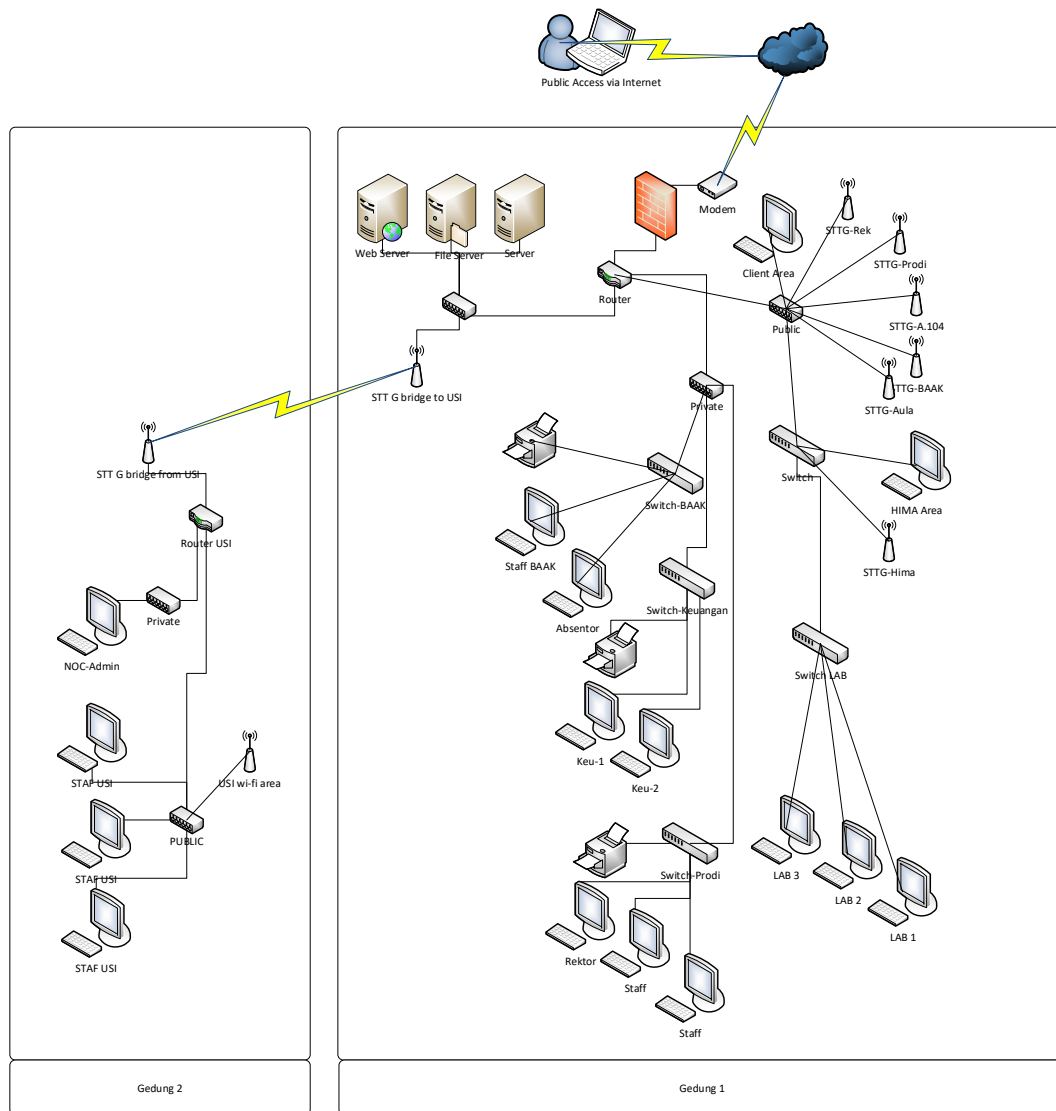 Public Access via Internet
Modem
Web Server
File Server
Server
Client Area
STTG-Rek
STTG-Prodi
Router
Public
STTG-A.104
STTG-BAAK
STTG-Aula
STT G bridge to USI
Private
STT G bridge from USI
Switch-BAAK
Switch
HIMA Area
Router USI
Staff BAAK
STTG-Hima
Absentor
Switch-Keuangan
Private
NOC-Admin
Switch LAB
Keu-1
Keu-2
STAF USI
USI wi-fi area
PUBLIC
STAF USI
Switch-Prodi
LAB 3
LAB 2
LAB 1
STAF USI
Rektor
Staff
Staff
Gedung 2
Gedung 1